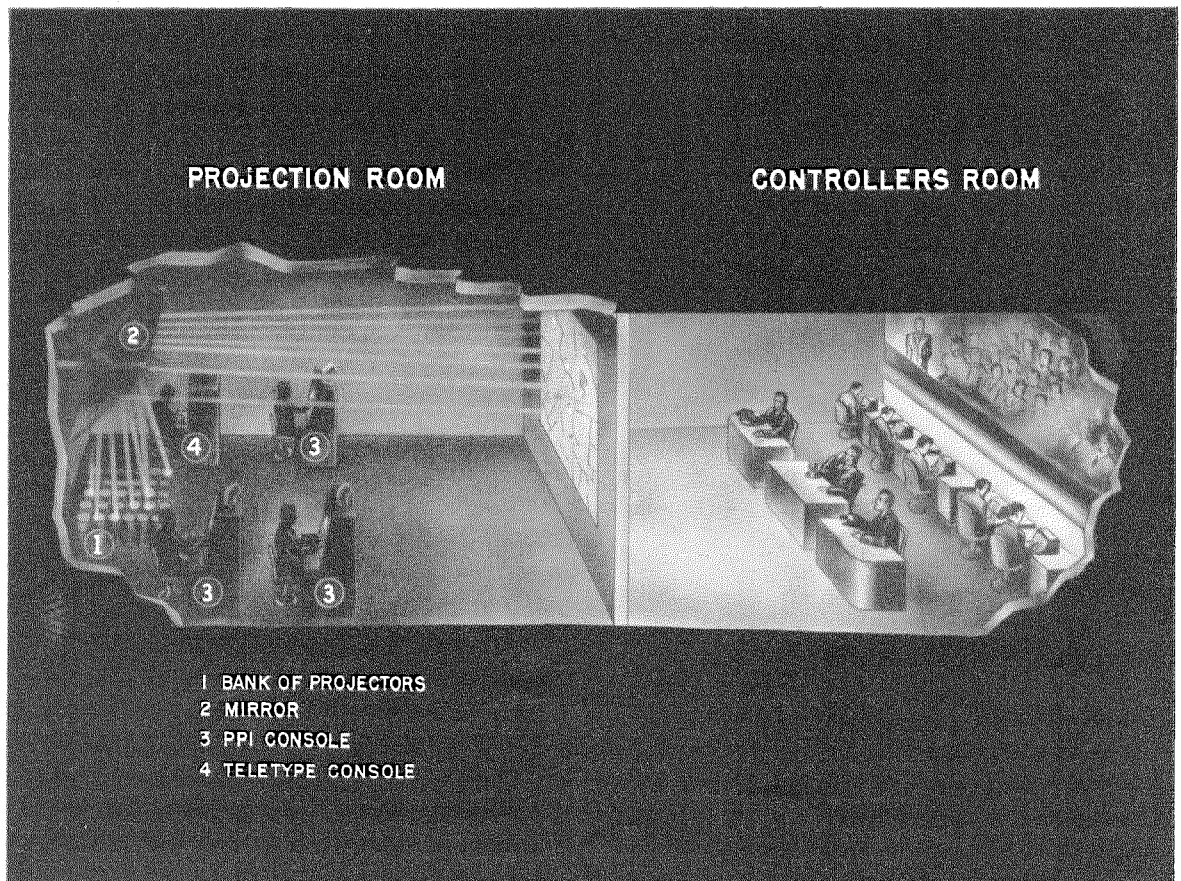 PROJECTION ROOM
CONTROLLERS ROOM
2
4
3
1
3
3
1 BANK OF PROJECTORS
2 MIRROR
3 PPI CONSOLE
4 TELETYPE CONSOLE